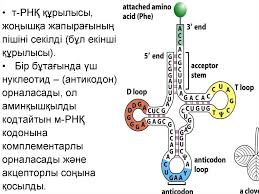 • т-РНҚ құрылысы,
жоңышқа жапырағының
пішіні секілді (бұл екінші
құрылысы).
• Бір бұтағында үш
нуклеотид – (антикодон)
орналасады, ол
аминқышқылды
кодтайтын м-РНҚ
кодонына
комплементарлы
орналасады және
акцепторлы соңына
қосылды.
attached amino
acid (Phe)
3' end
5' end
acceptor
stem
T loop
D loop
anticodon
loop
anticodon
a clove